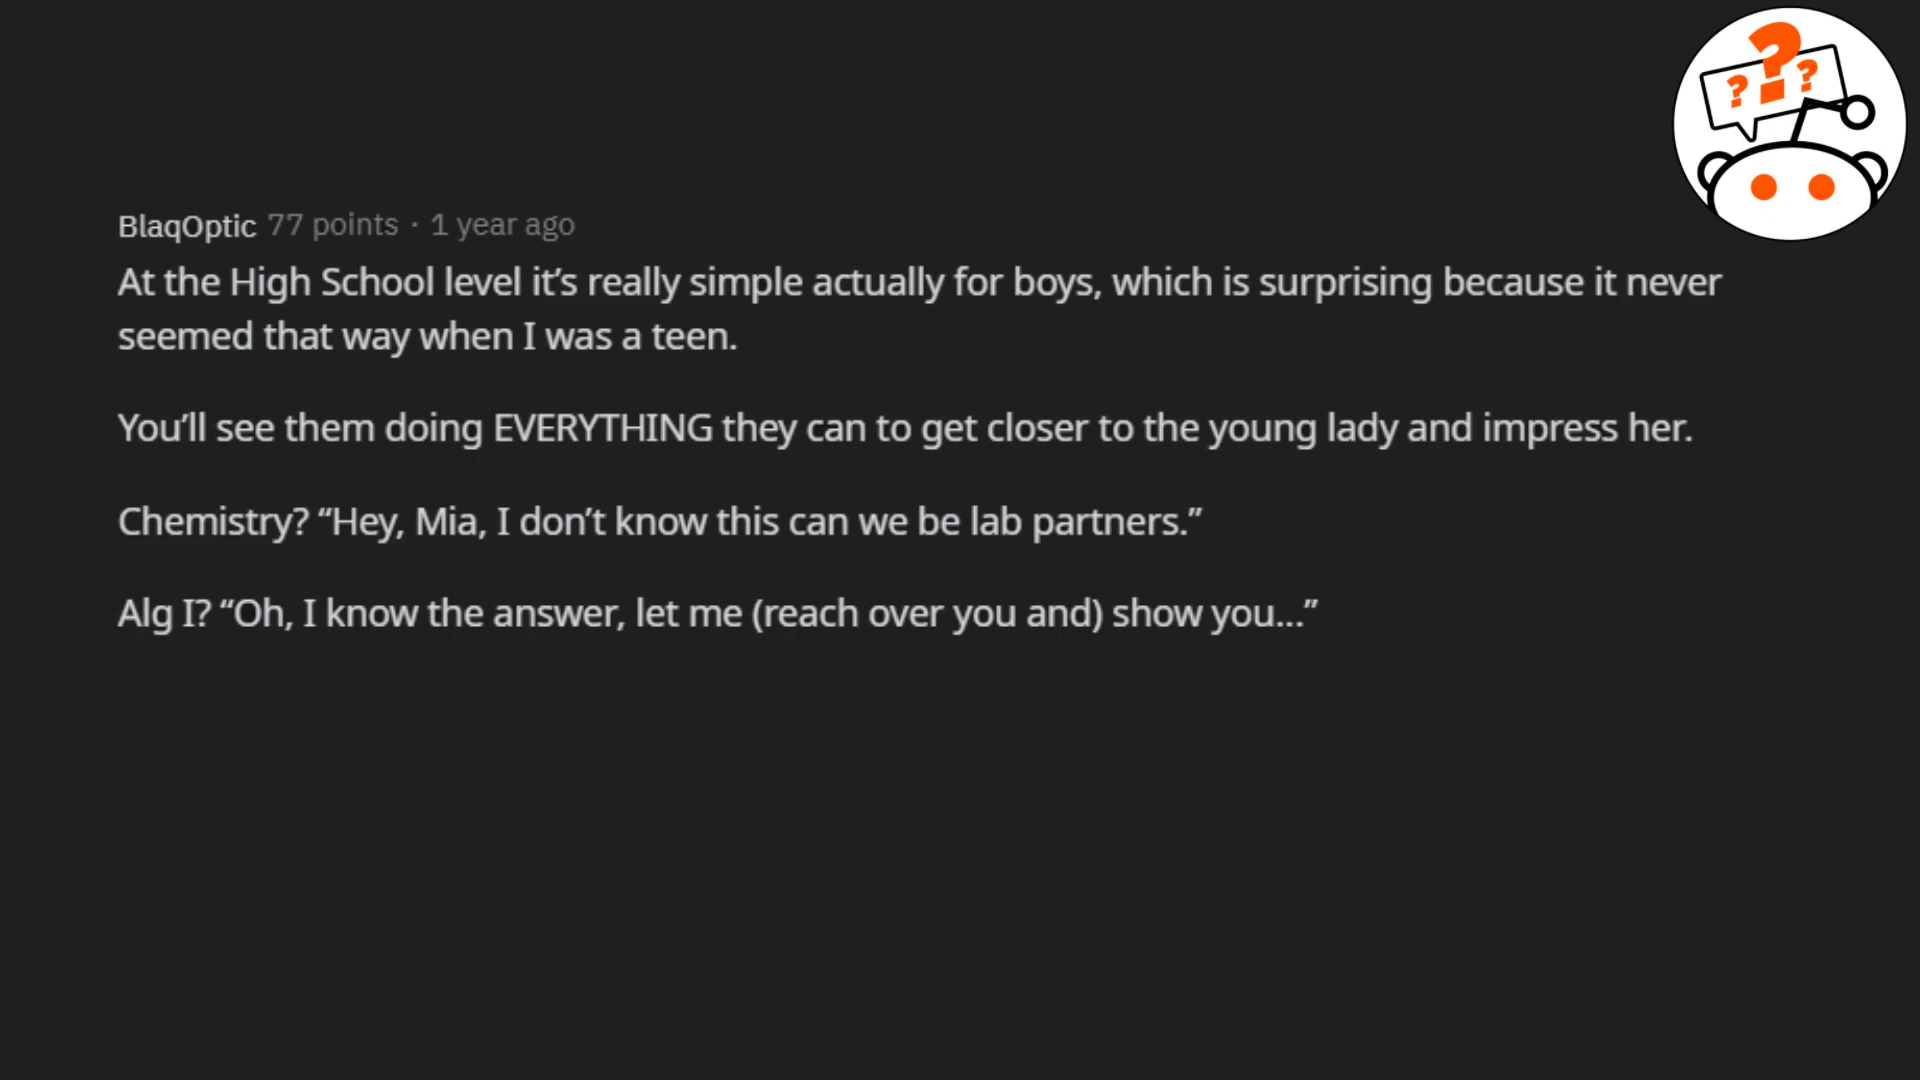 ? ? ?
BlaqOptic 77 points · 1 year ago
At the High School level it’s really simple actually for boys, which is surprising because it never
seemed that way when I was a teen.
You’ll see them doing EVERYTHING they can to get closer to the young lady and impress her.
Chemistry? “Hey, Mia, I don’t know this can we be lab partners.”
Alg I? “Oh, I know the answer, let me (reach over you and) show you...”